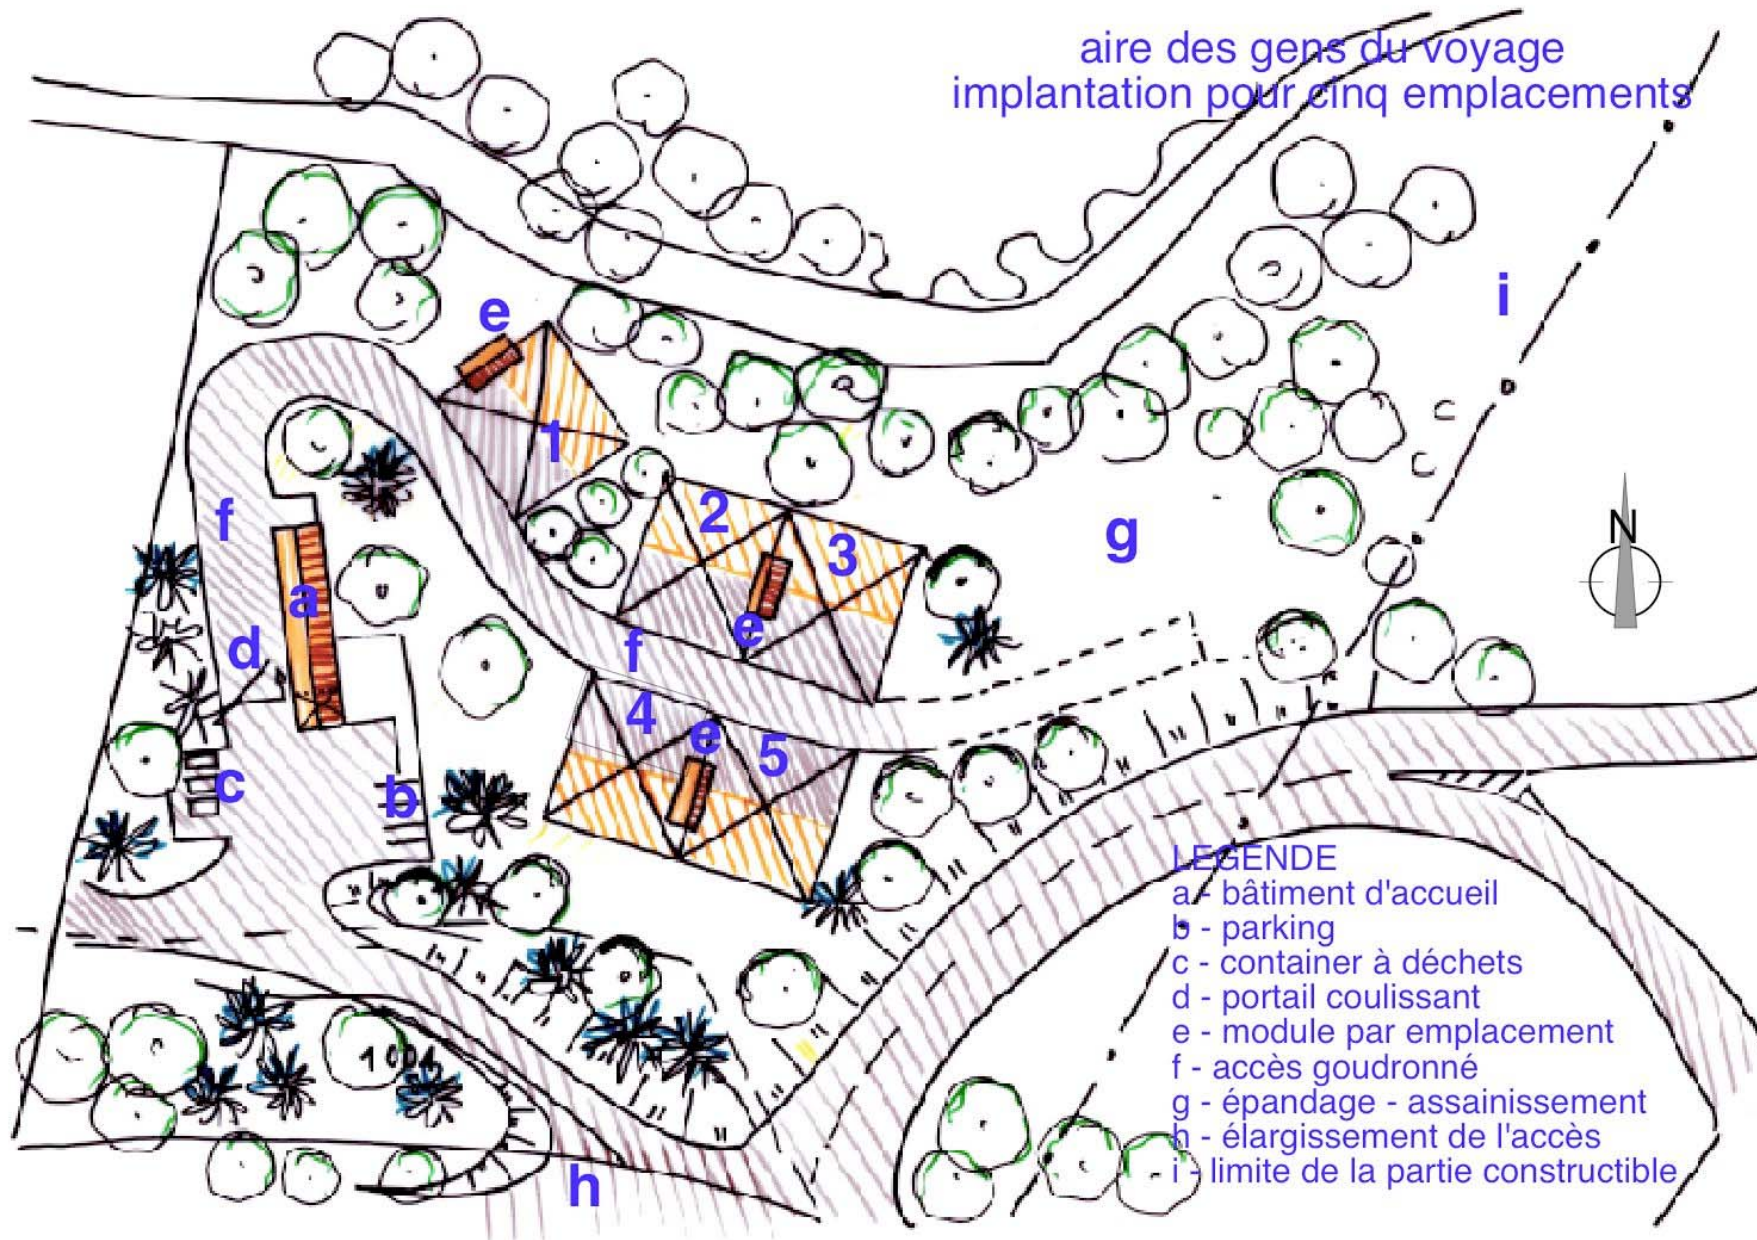 aire des gens du voyage
implantation pour cinq emplacements
i
e
1
2
3
g
N
f
a
e
d
f
4
e
5
c
b
1004
h
LEGENDE
a - bâtiment d'accueil
b - parking
c - container à déchets
d - portail coulissant
e - module par emplacement
f - accès goudronné
g - épandage - assainissement
h - élargissement de l'accès
i - limite de la partie constructible